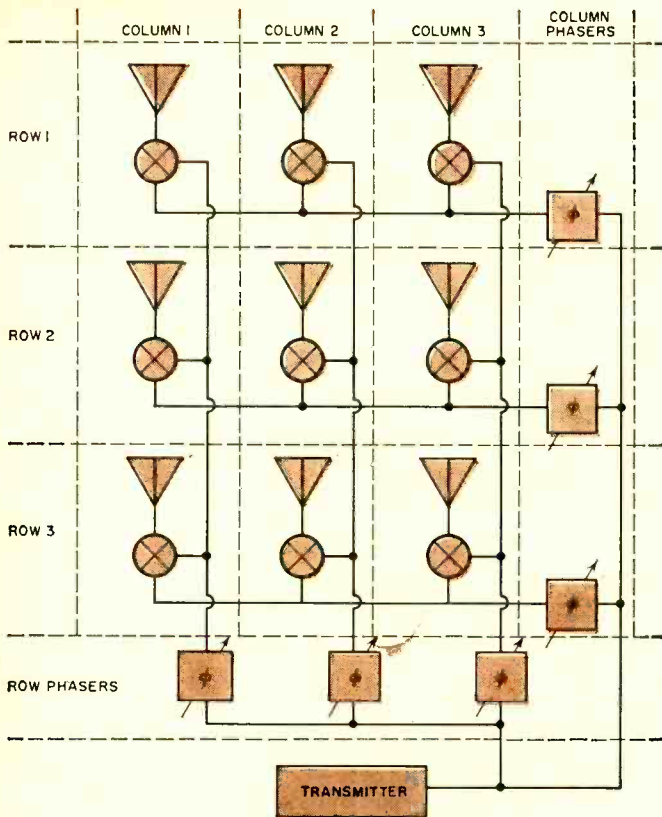 COLUMN 1
COLUMN 2
COLUMN 3
COLUMN
PHASERS
ROW 1
ϕ
ROW 2
ϕ
ROW 3
ϕ
ROW PHASERS
ϕ
ϕ
ϕ
TRANSMITTER